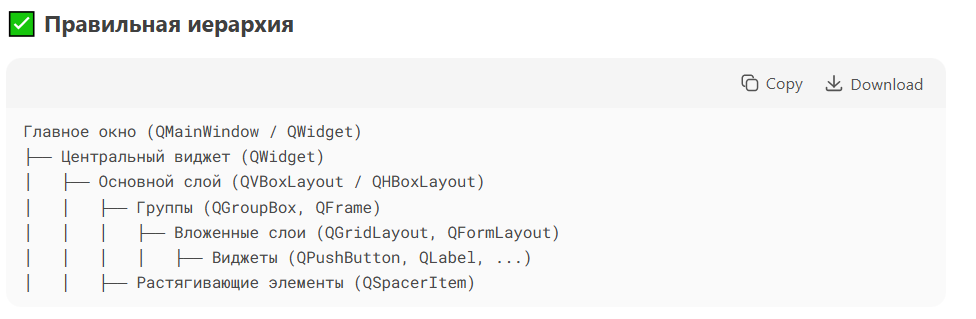 ✅ Правильная иерархия
Copy Download
Главное окно (QMainWindow / QWidget)
├── Центральный виджет (QWidget)
│   ├── Основной слой (QVBoxLayout / QHBoxLayout)
│   │   ├── Группы (QGroupBox, QFrame)
│   │   │   ├── Вложенные слои (QGridLayout, QFormLayout)
│   │   │   │   ├── Виджеты (QPushButton, QLabel, ...)
│   │   ├── Растягивающие элементы (QSpacerItem)